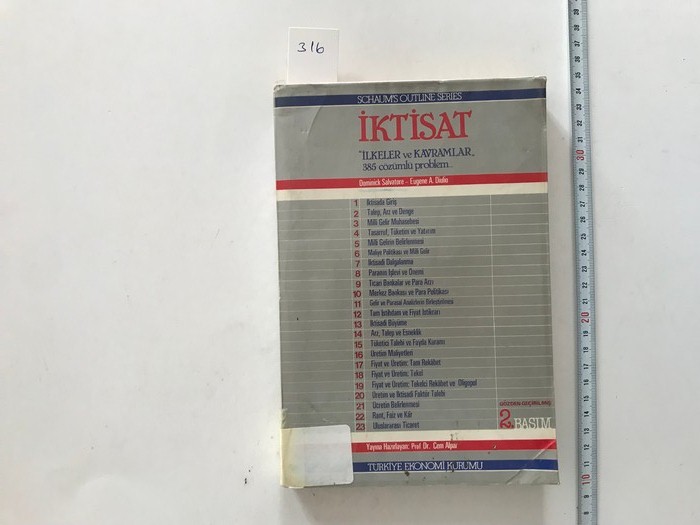 316
SCHAUM'S OUTLINE SERIES
İKTİSAT
"İLKELER ve KAVRAMLAR„
385 çözümlü problem...
Dominick Salvatore - Eugene A. Diulio
1 İktisada Giriş
2 Talep, Arz ve Denge
3 Milli Gelir Muhasebesi
4 Tasarruf, Tüketim ve Yatırım
5 Milli Gelirin Belirlenmesi
6 Maliye Politikası ve Milli Gelir
7 İktisadi Dalgalanma
8 Paranın İşlevi ve Önemi
9 Ticari Bankalar ve Para Arzı
10 Merkez Bankası ve Para Politikası
11 Gelir ve Parasal Analizlerin Birleştirilmesi
12 Tam İstihdam ve Fiyat İstikrarı
13 İktisadi Büyüme
14 Arz, Talep ve Esneklik
15 Tüketici Talebi ve Fayda Kuramı
16 Üretim Maliyetleri
17 Fiyat ve Üretim: Tam Rekabet
18 Fiyat ve Üretim: Tekel
19 Fiyat ve Üretim: Tekelci Rekabet ve Oligopol
20 Üretim ve İktisadi Faktör Talebi
21 Ücretin Belirlenmesi
22 Rant, Faiz ve Kâr
23 Uluslararası Ticaret
GÖZDEN GEÇİRİLMİŞ
2. BASIM
Yayına Hazırlayan: Prof. Dr. Cem Alpar
TÜRKİYE EKONOMİ KURUMU